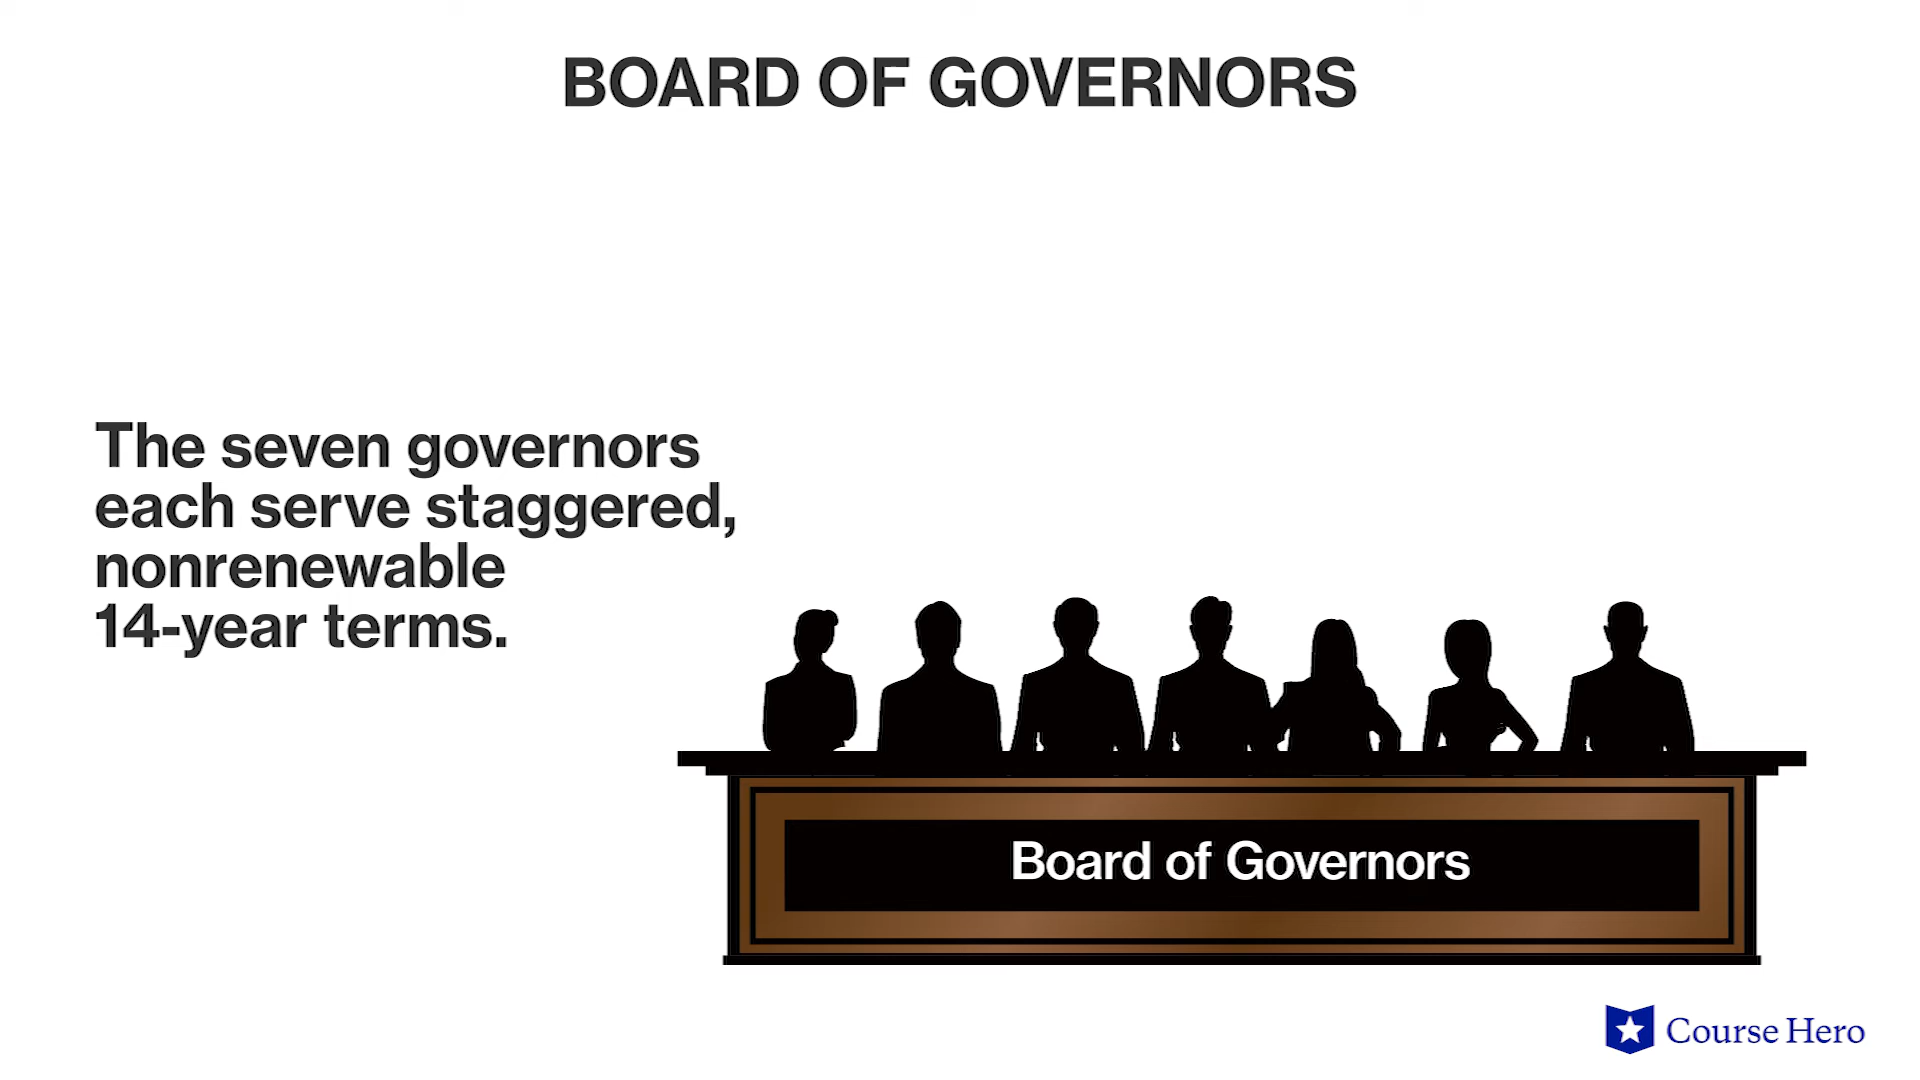 BOARD OF GOVERNORS
The seven governors
each serve staggered,
nonrenewable
14-year terms.
Board of Governors
Course Hero